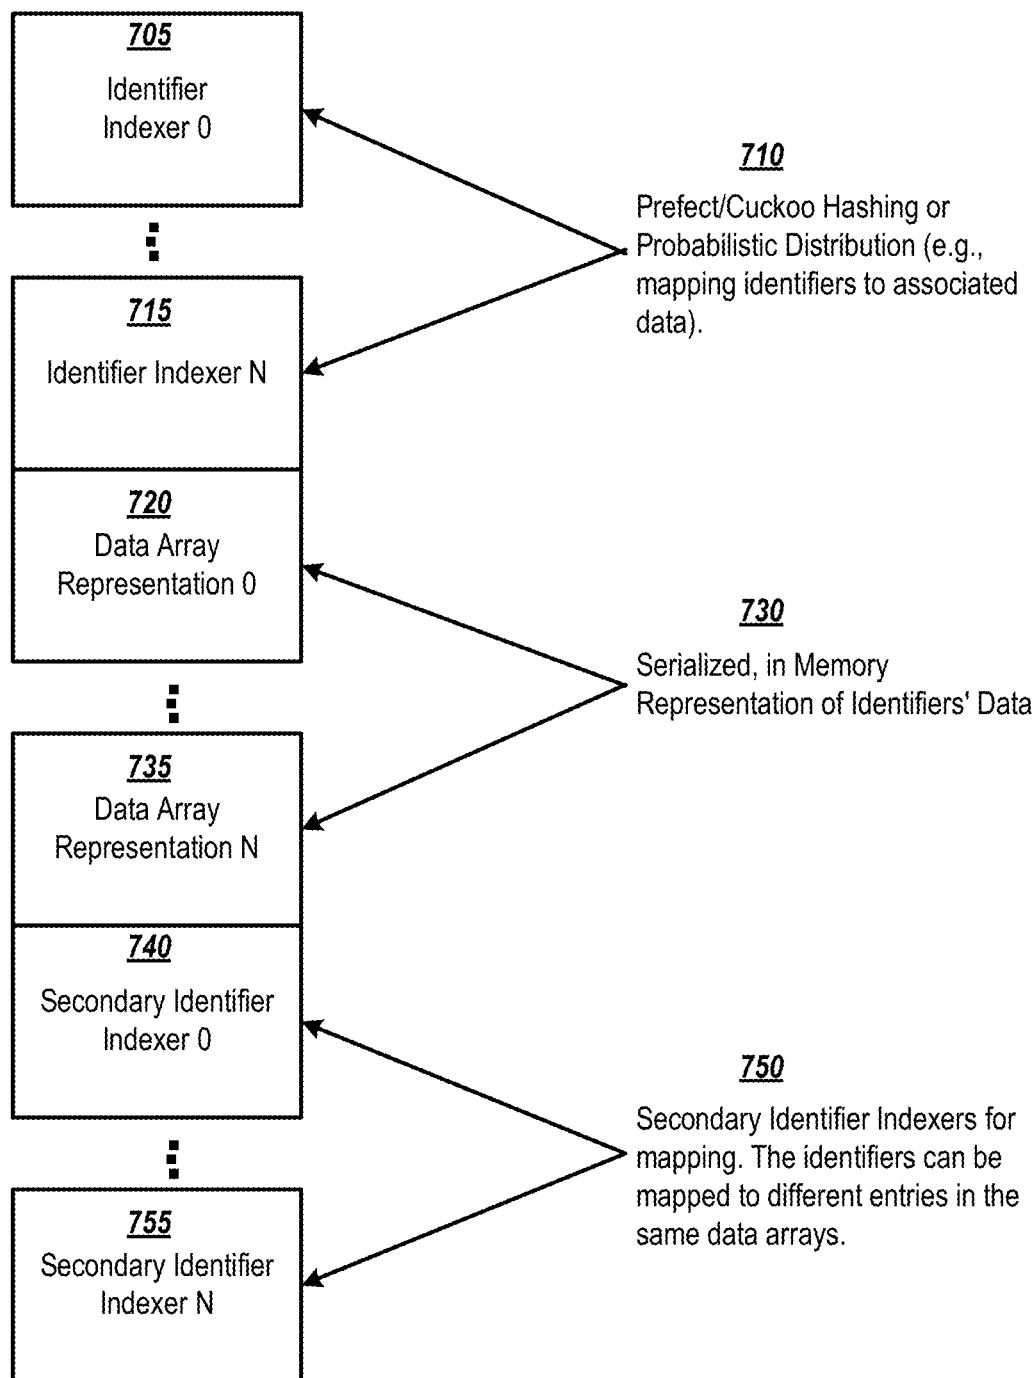 705
Identifier
Indexer 0
710
Prefect/Cuckoo Hashing or
Probabilistic Distribution (e.g.,
mapping identifiers to associated
data).
715
Identifier Indexer N
720
Data Array
Representation 0
730
Serialized, in Memory
Representation of Identifiers' Data
735
Data Array
Representation N
740
Secondary Identifier
Indexer 0
750
Secondary Identifier Indexers for
mapping. The identifiers can be
mapped to different entries in the
same data arrays.
755
Secondary Identifier
Indexer N